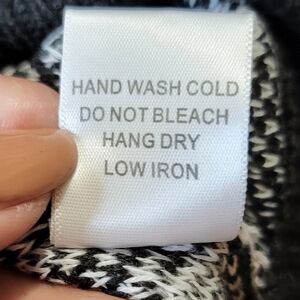 HAND WASH COLD
DO NOT BLEACH
HANG DRY
LOW IRON